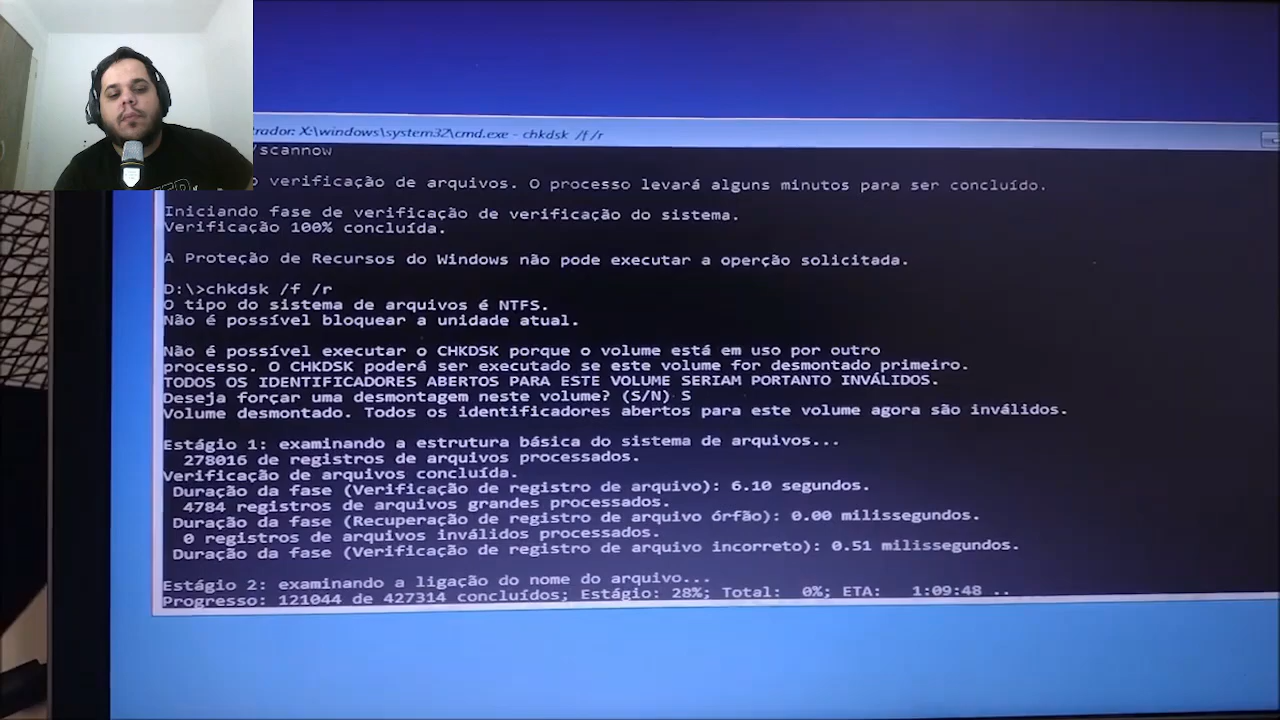 trador: X:\windows\system32\cmd.exe - chkdsk /f /r
/scannow
verificação de arquivos. O processo levará alguns minutos para ser concluído.
Iniciando fase de verificação de verificação do sistema.
Verificação 100% concluída.
A Proteção de Recursos do Windows não pode executar a operção solicitada.
D:\>chkdsk /f /r
O tipo do sistema de arquivos é NTFS.
Não é possível bloquear a unidade atual.
Não é possível executar o CHKDSK porque o volume está em uso por outro
processo. O CHKDSK poderá ser executado se este volume for desmontado primeiro.
TODOS OS IDENTIFICADORES ABERTOS PARA ESTE VOLUME SERIAM PORTANTO INVÁLIDOS.
Deseja forçar uma desmontagem neste volume? (S/N) S
Volume desmontado. Todos os identificadores abertos para este volume agora são inválidos.
Estágio 1: examinando a estrutura básica do sistema de arquivos...
278016 de registros de arquivos processados.
Verificação de arquivos concluída.
Duração da fase (Verificação de registro de arquivo): 6.10 segundos.
4784 registros de arquivos grandes processados.
Duração da fase (Recuperação de registro de arquivo órfão): 0.00 milissegundos.
0 registros de arquivos inválidos processados.
Duração da fase (Verificação de registro de arquivo incorreto): 0.51 milissegundos.
Estágio 2: examinando a ligação do nome do arquivo...
Progresso: 121044 de 427314 concluídos; Estágio: 28%; Total: 0%; ETA: 1:09:48 ..